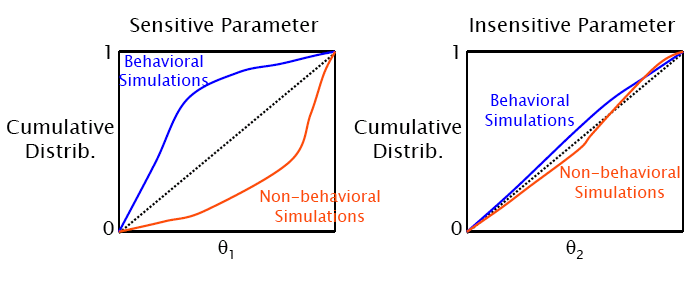 Sensitive Parameter
1
Behavioral
Simulations
Cumulative
Distrib.
Non-behavioral
Simulations
0
θ1
Insensitive Parameter
1
Behavioral
Simulations
Cumulative
Distrib.
Non-behavioral
Simulations
0
θ2